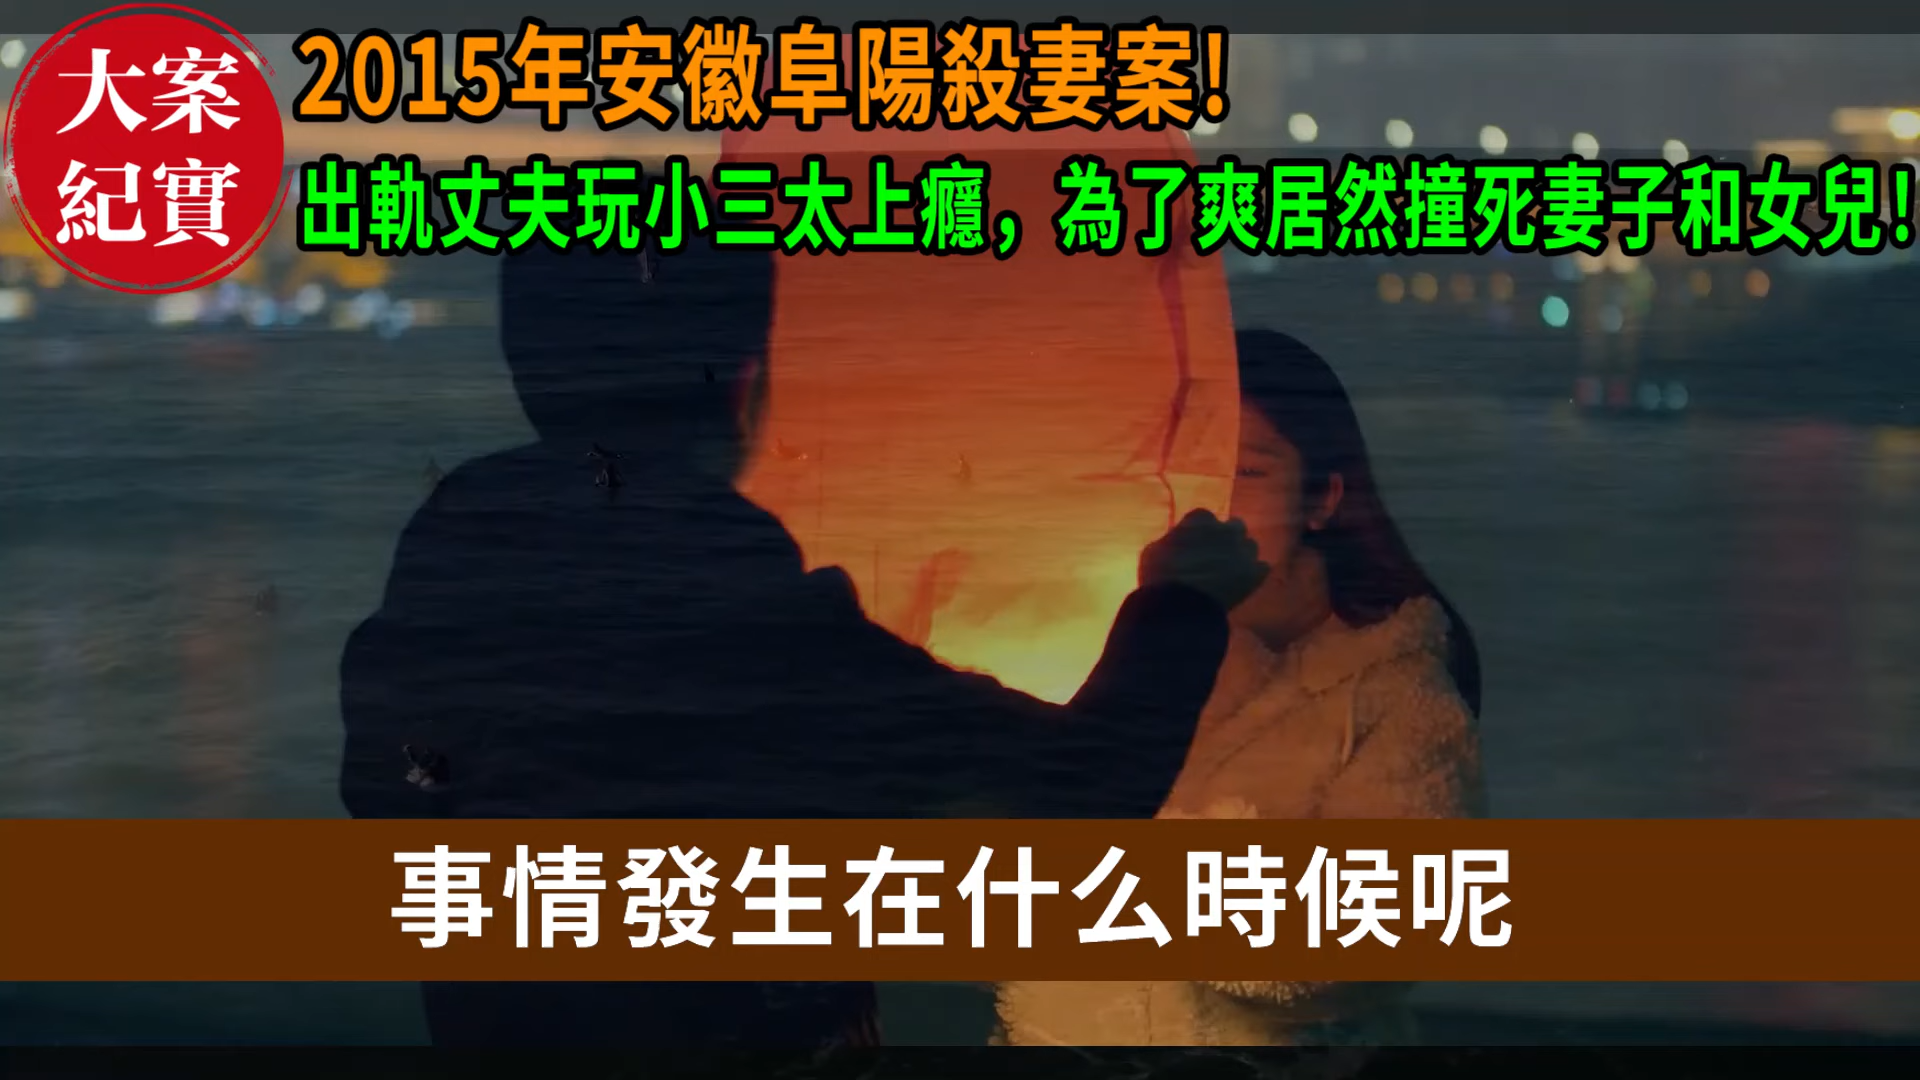 大案
紀實
2015年安徽阜陽殺妻案!
出軌丈夫玩小三太上癮，為了爽居然撞死妻子和女兒!
事情發生在什么時候呢